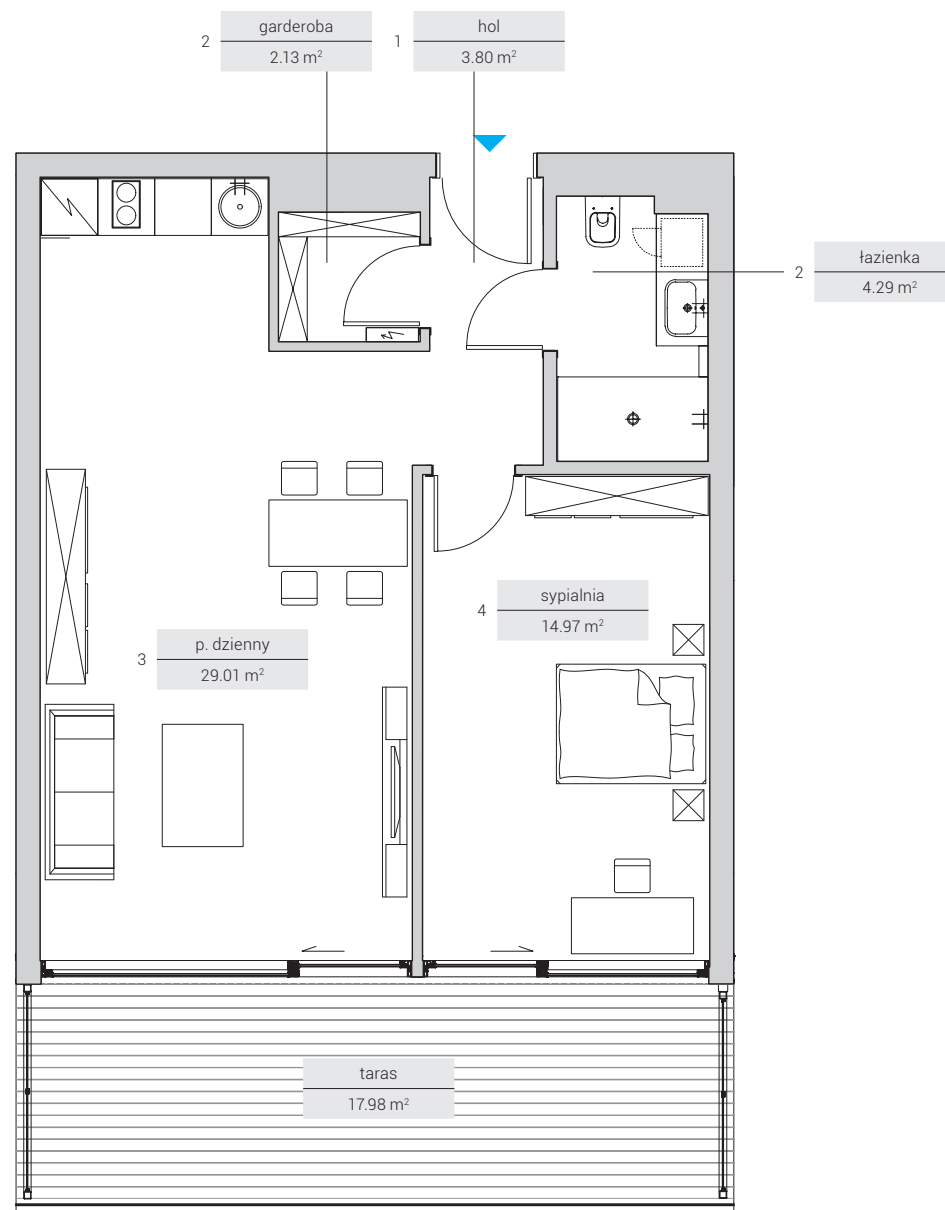 2
garderoba
2.13 m²
1
hol
3.80 m²
2
łazienka
4.29 m²
4
sypialnia
14.97 m²
3
p. dzienny
29.01 m²
taras
17.98 m²